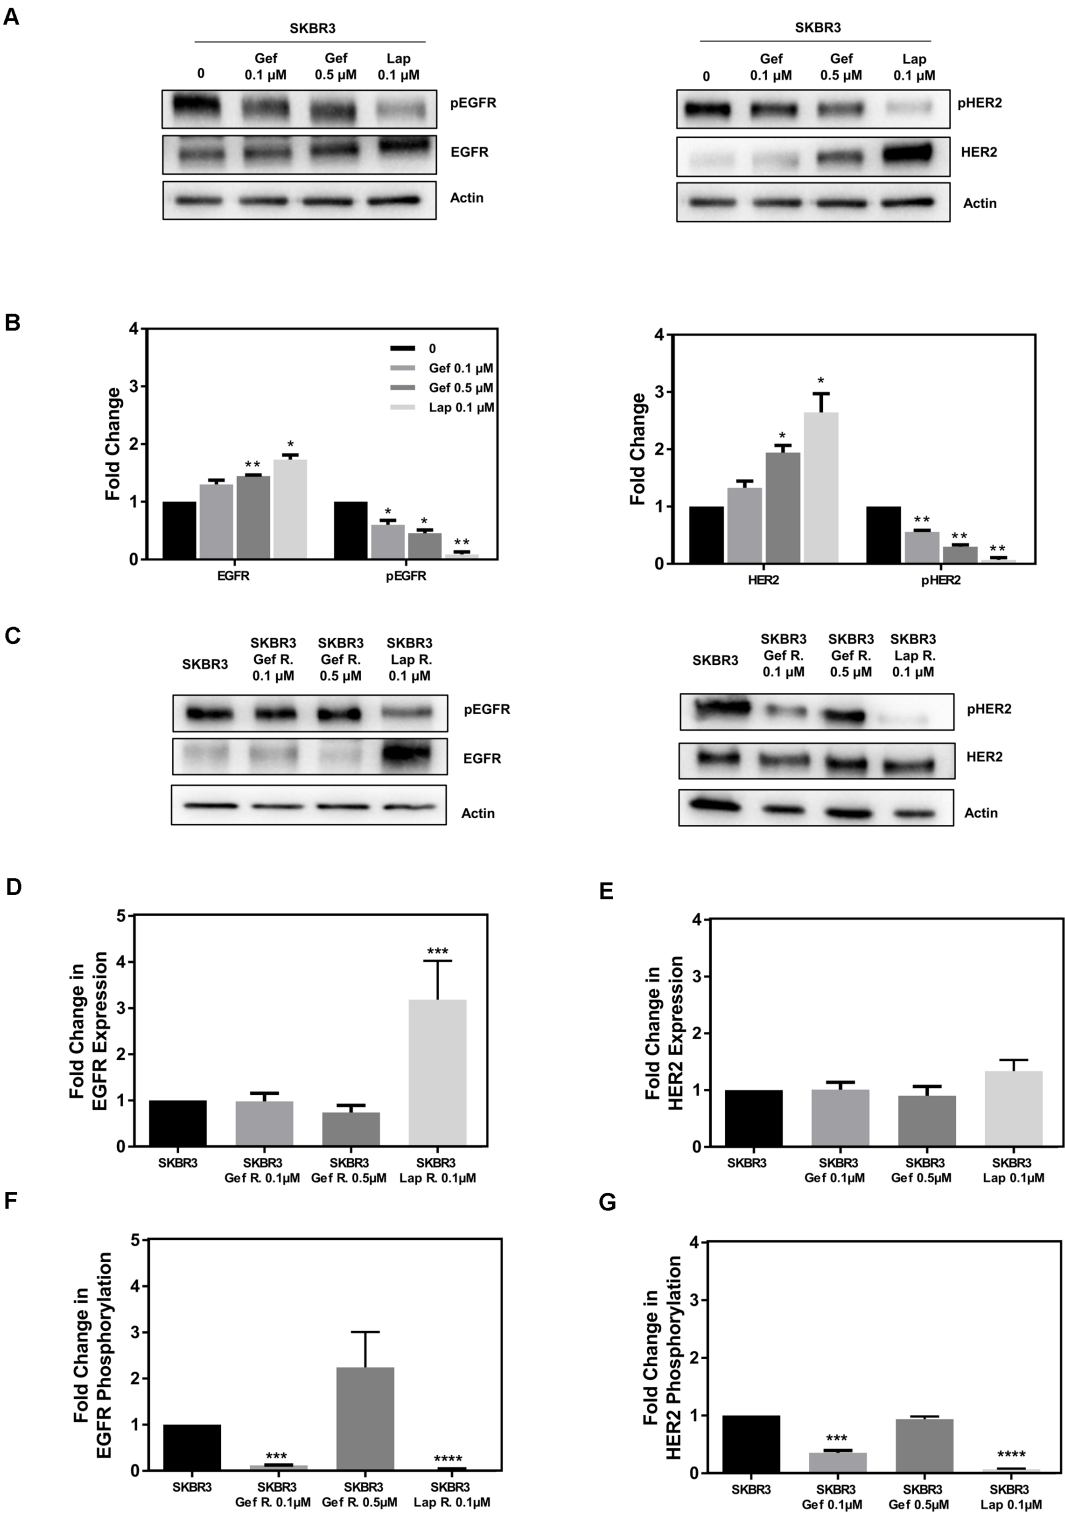 A
SKBR3
0
Gef
0.1 µM
Gef
0.5 µM
Lap
0.1 µM
pEGFR
EGFR
Actin
SKBR3
0
Gef
0.1 µM
Gef
0.5 µM
Lap
0.1 µM
pHER2
HER2
Actin
B
Fold Change
4
3
2
1
0
0
Gef 0.1 µM
Gef 0.5 µM
Lap 0.1 µM
**
*
*
*
**
EGFR
pEGFR
Fold Change
4
3
2
1
0
*
*
**
**
**
HER2
pHER2
C
SKBR3
SKBR3
Gef R.
0.1 µM
SKBR3
Gef R.
0.5 µM
SKBR3
Lap R.
0.1 µM
pEGFR
EGFR
Actin
SKBR3
SKBR3
Gef R.
0.1 µM
SKBR3
Gef R.
0.5 µM
SKBR3
Lap R.
0.1 µM
pHER2
HER2
Actin
D
Fold Change in
EGFR Expression
5
4
3
2
1
0
***
SKBR3
SKBR3
Gef R. 0.1µM
SKBR3
Gef R. 0.5µM
SKBR3
Lap R. 0.1µM
E
Fold Change in
HER2 Expression
4
3
2
1
0
SKBR3
SKBR3
Gef 0.1µM
SKBR3
Gef 0.5µM
SKBR3
Lap 0.1µM
F
Fold Change in
EGFR Phosphorylation
5
4
3
2
1
0
***
****
SKBR3
SKBR3
Gef R. 0.1µM
SKBR3
Gef R. 0.5µM
SKBR3
Lap R. 0.1µM
G
Fold Change in
HER2 Phosphorylation
4
3
2
1
0
***
****
SKBR3
SKBR3
Gef 0.1µM
SKBR3
Gef 0.5µM
SKBR3
Lap 0.1µM